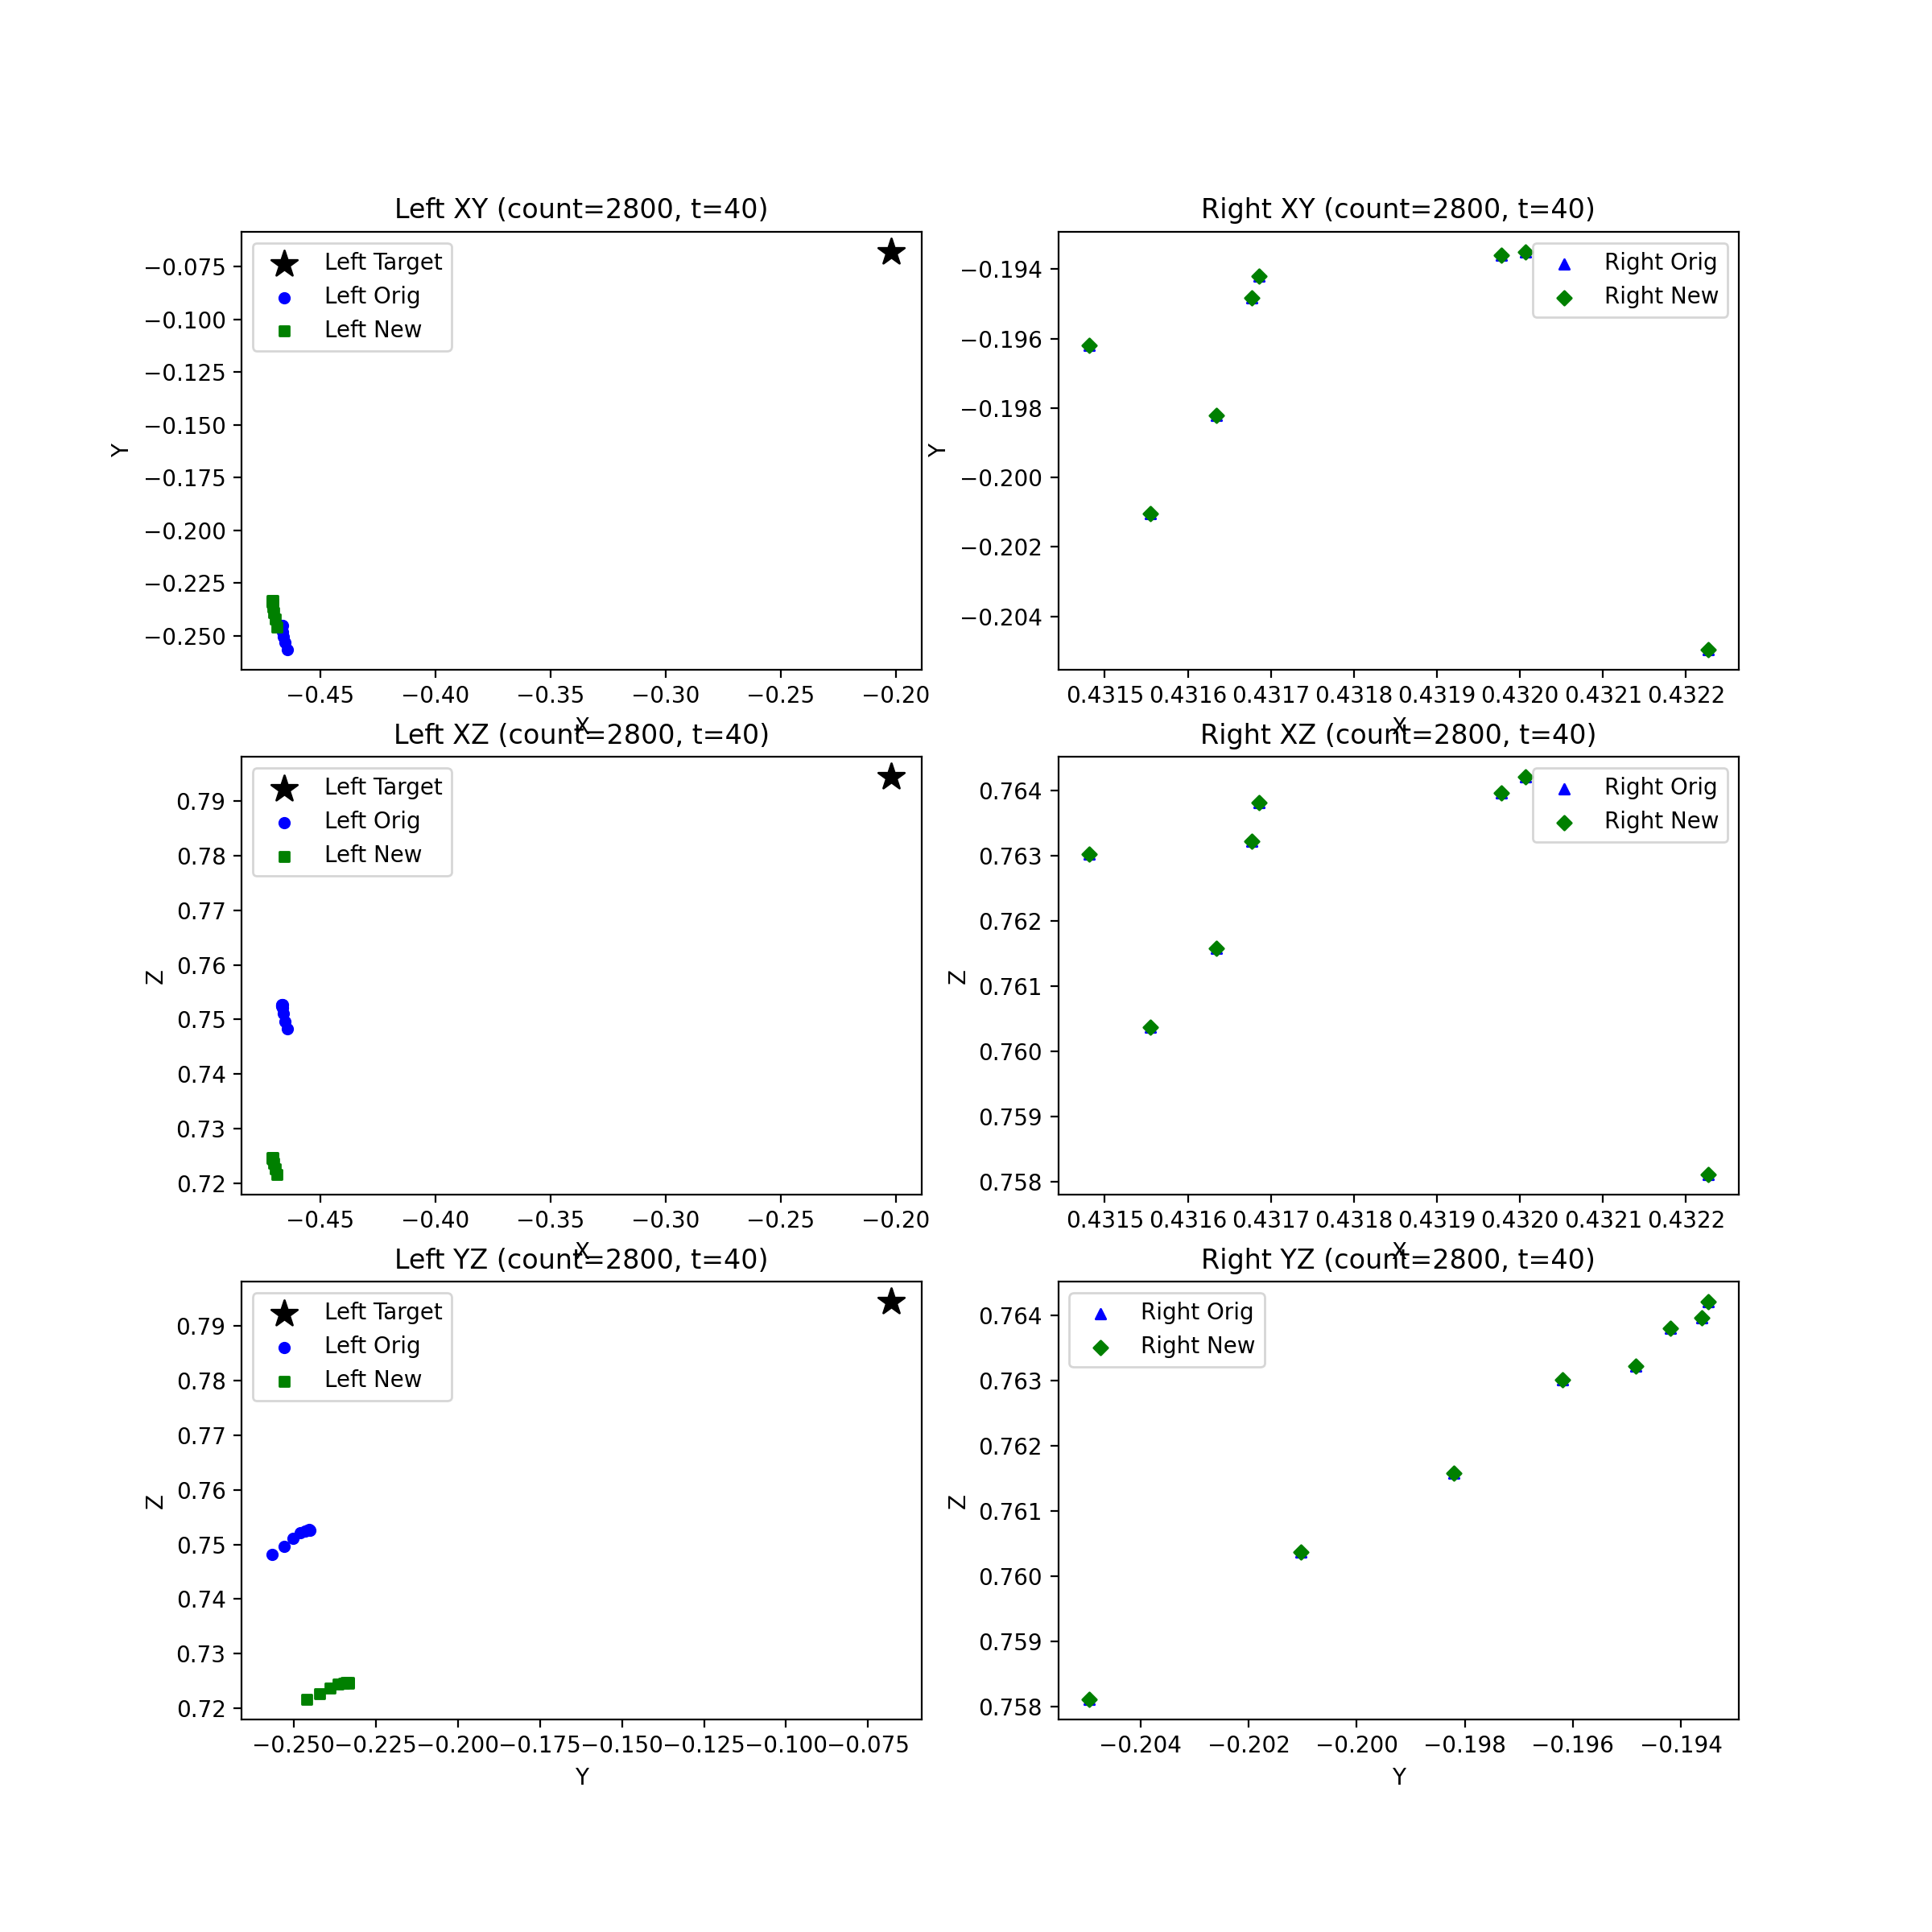 Left XY (count=2800, t=40)
Y
−0.075
−0.100
−0.125
−0.150
−0.175
−0.200
−0.225
−0.250
Left Target
Left Orig
Left New
−0.45 −0.40 −0.35 −0.30 −0.25 −0.20
X
Right XY (count=2800, t=40)
Y
−0.194
−0.196
−0.198
−0.200
−0.202
−0.204
Right Orig
Right New
0.4315 0.4316 0.4317 0.4318 0.4319 0.4320 0.4321 0.4322
X
Left XZ (count=2800, t=40)
Z
0.79
0.78
0.77
0.76
0.75
0.74
0.73
0.72
Left Target
Left Orig
Left New
−0.45 −0.40 −0.35 −0.30 −0.25 −0.20
X
Right XZ (count=2800, t=40)
Z
0.764
0.763
0.762
0.761
0.760
0.759
0.758
Right Orig
Right New
0.4315 0.4316 0.4317 0.4318 0.4319 0.4320 0.4321 0.4322
X
Left YZ (count=2800, t=40)
Z
0.79
0.78
0.77
0.76
0.75
0.74
0.73
0.72
Left Target
Left Orig
Left New
−0.250 −0.225 −0.200 −0.175 −0.150 −0.125 −0.100 −0.075
Y
Right YZ (count=2800, t=40)
Z
0.764
0.763
0.762
0.761
0.760
0.759
0.758
Right Orig
Right New
−0.204 −0.202 −0.200 −0.198 −0.196 −0.194
Y